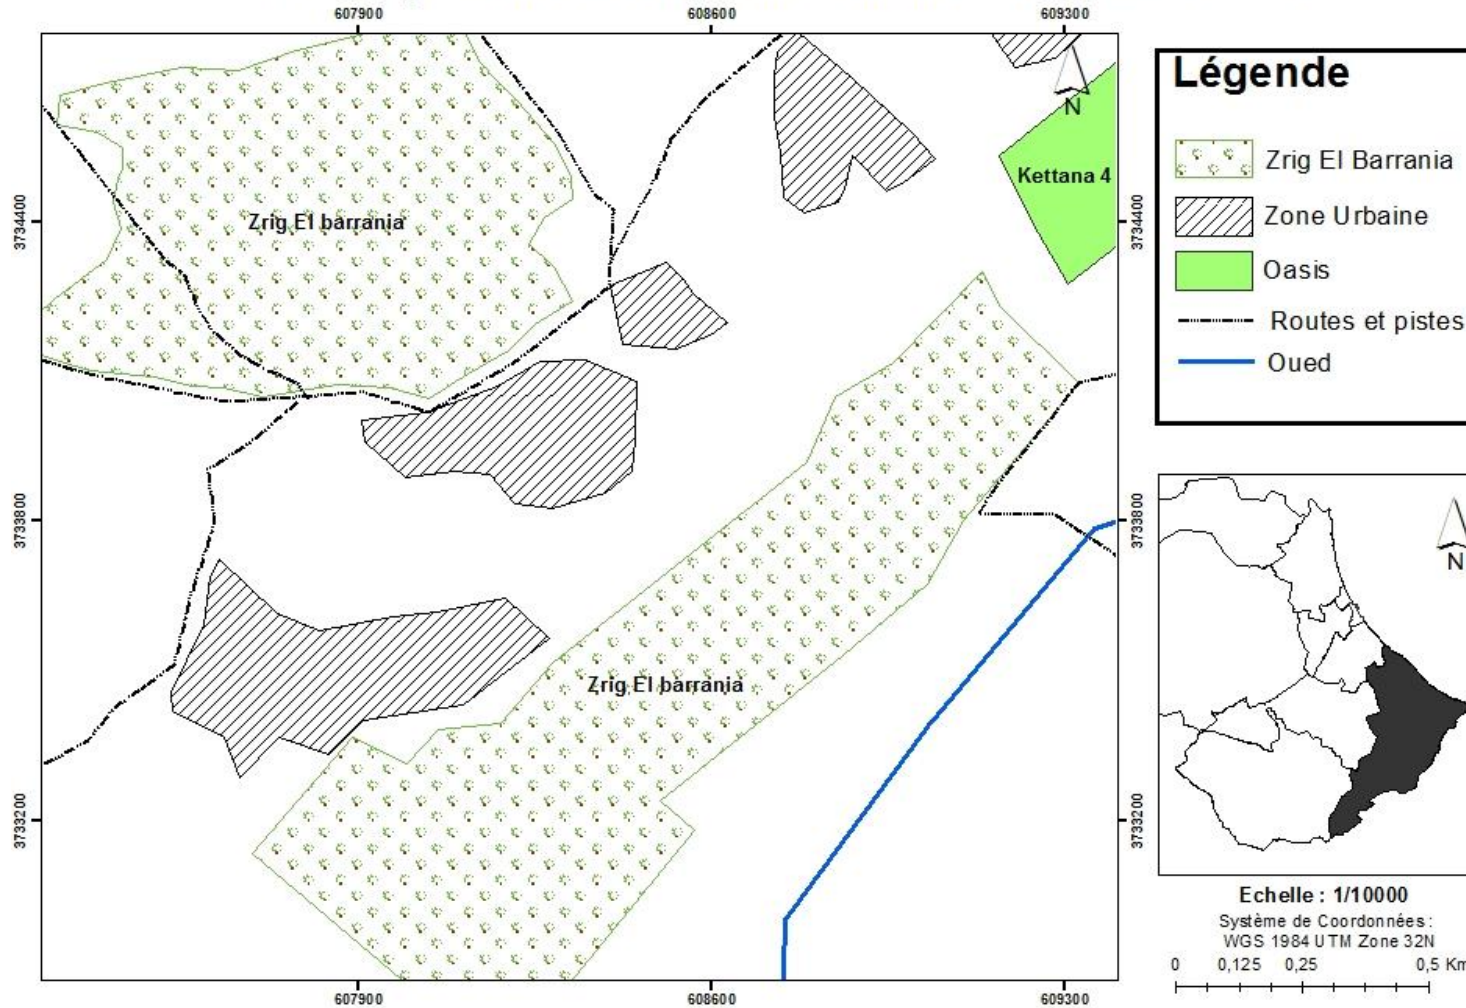 607900
608600
609300
Légende
Zrig El Barrania
Zone Urbaine
Oasis
Routes et pistes
Oued
N
Kettana 4
Zrig El barrania
3734400
3734400
3733800
3733800
Zrig El barrania
3733200
3733200
607900
608600
609300
N
Echelle : 1/10000
Système de Coordonnées :
WGS 1984 UTM Zone 32N
0 0,125 0,25 0,5 Km